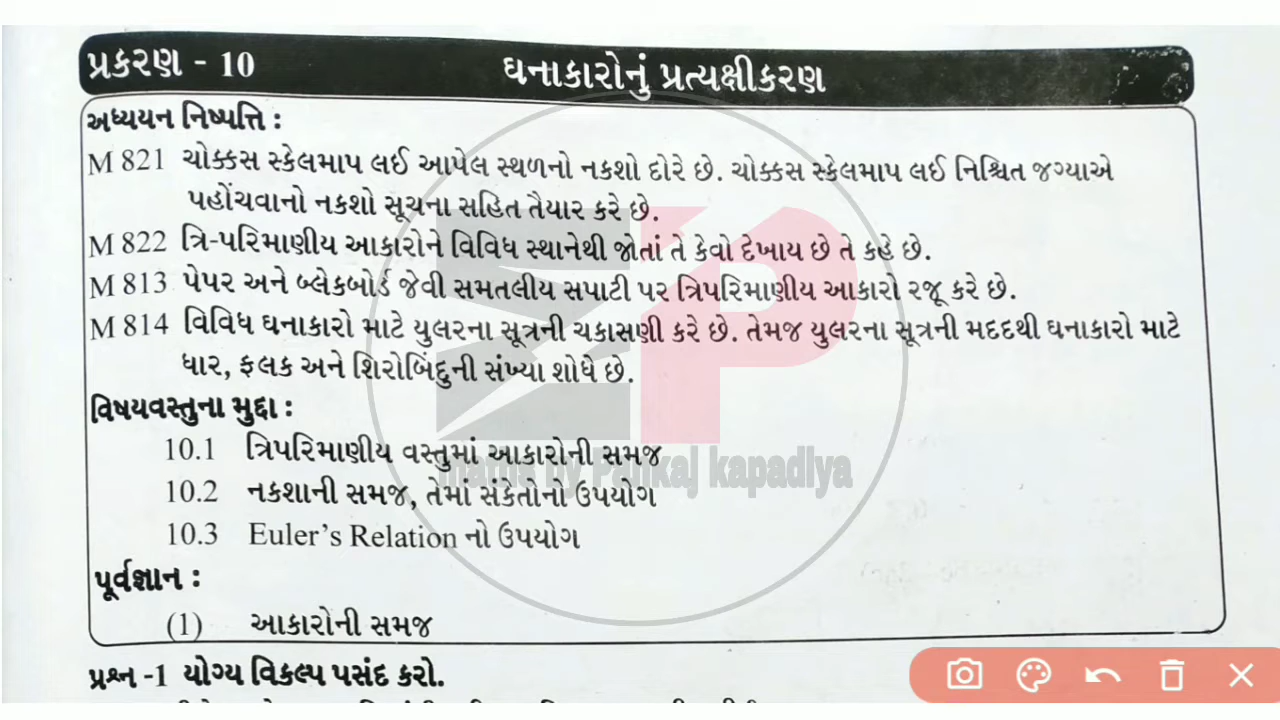 પ્રકરણ - 10 ઘનાકારોનું પ્રત્યક્ષીકરણ
અધ્યયન નિષ્પત્તિ :
M 821 ચોક્કસ સ્કેલમાપ લઈ આપેલ સ્થળનો નકશો દોરે છે. ચોક્કસ સ્કેલમાપ લઈ નિશ્ચિત જગ્યાએ
પહોંચવાનો નકશો સૂચના સહિત તૈયાર કરે છે.
M 822 ત્રિ-પરિમાણીય આકારોને વિવિધ સ્થાનેથી જોતાં તે કેવો દેખાય છે તે કહે છે.
M 813 પેપર અને બ્લેકબોર્ડ જેવી સમતલીય સપાટી પર ત્રિપરિમાણીય આકારો રજૂ કરે છે.
M 814 વિવિધ ઘનાકારો માટે યુલરના સૂત્રની ચકાસણી કરે છે. તેમજ યુલરના સૂત્રની મદદથી ઘનાકારો માટે
ધાર, ફલક અને શિરોબિંદુની સંખ્યા શોધે છે.
વિષયવસ્તુના મુદ્દા :
10.1 ત્રિપરિમાણીય વસ્તુમાં આકારોની સમજ
maths by Pankaj kapadiya
10.2 નકશાની સમજ, તેમાં સંકેતોનો ઉપયોગ
10.3 Euler's Relation નો ઉપયોગ
પૂર્વજ્ઞાન :
(1) આકારોની સમજ
પ્રશ્ન -1 યોગ્ય વિકલ્પ પસંદ કરો.